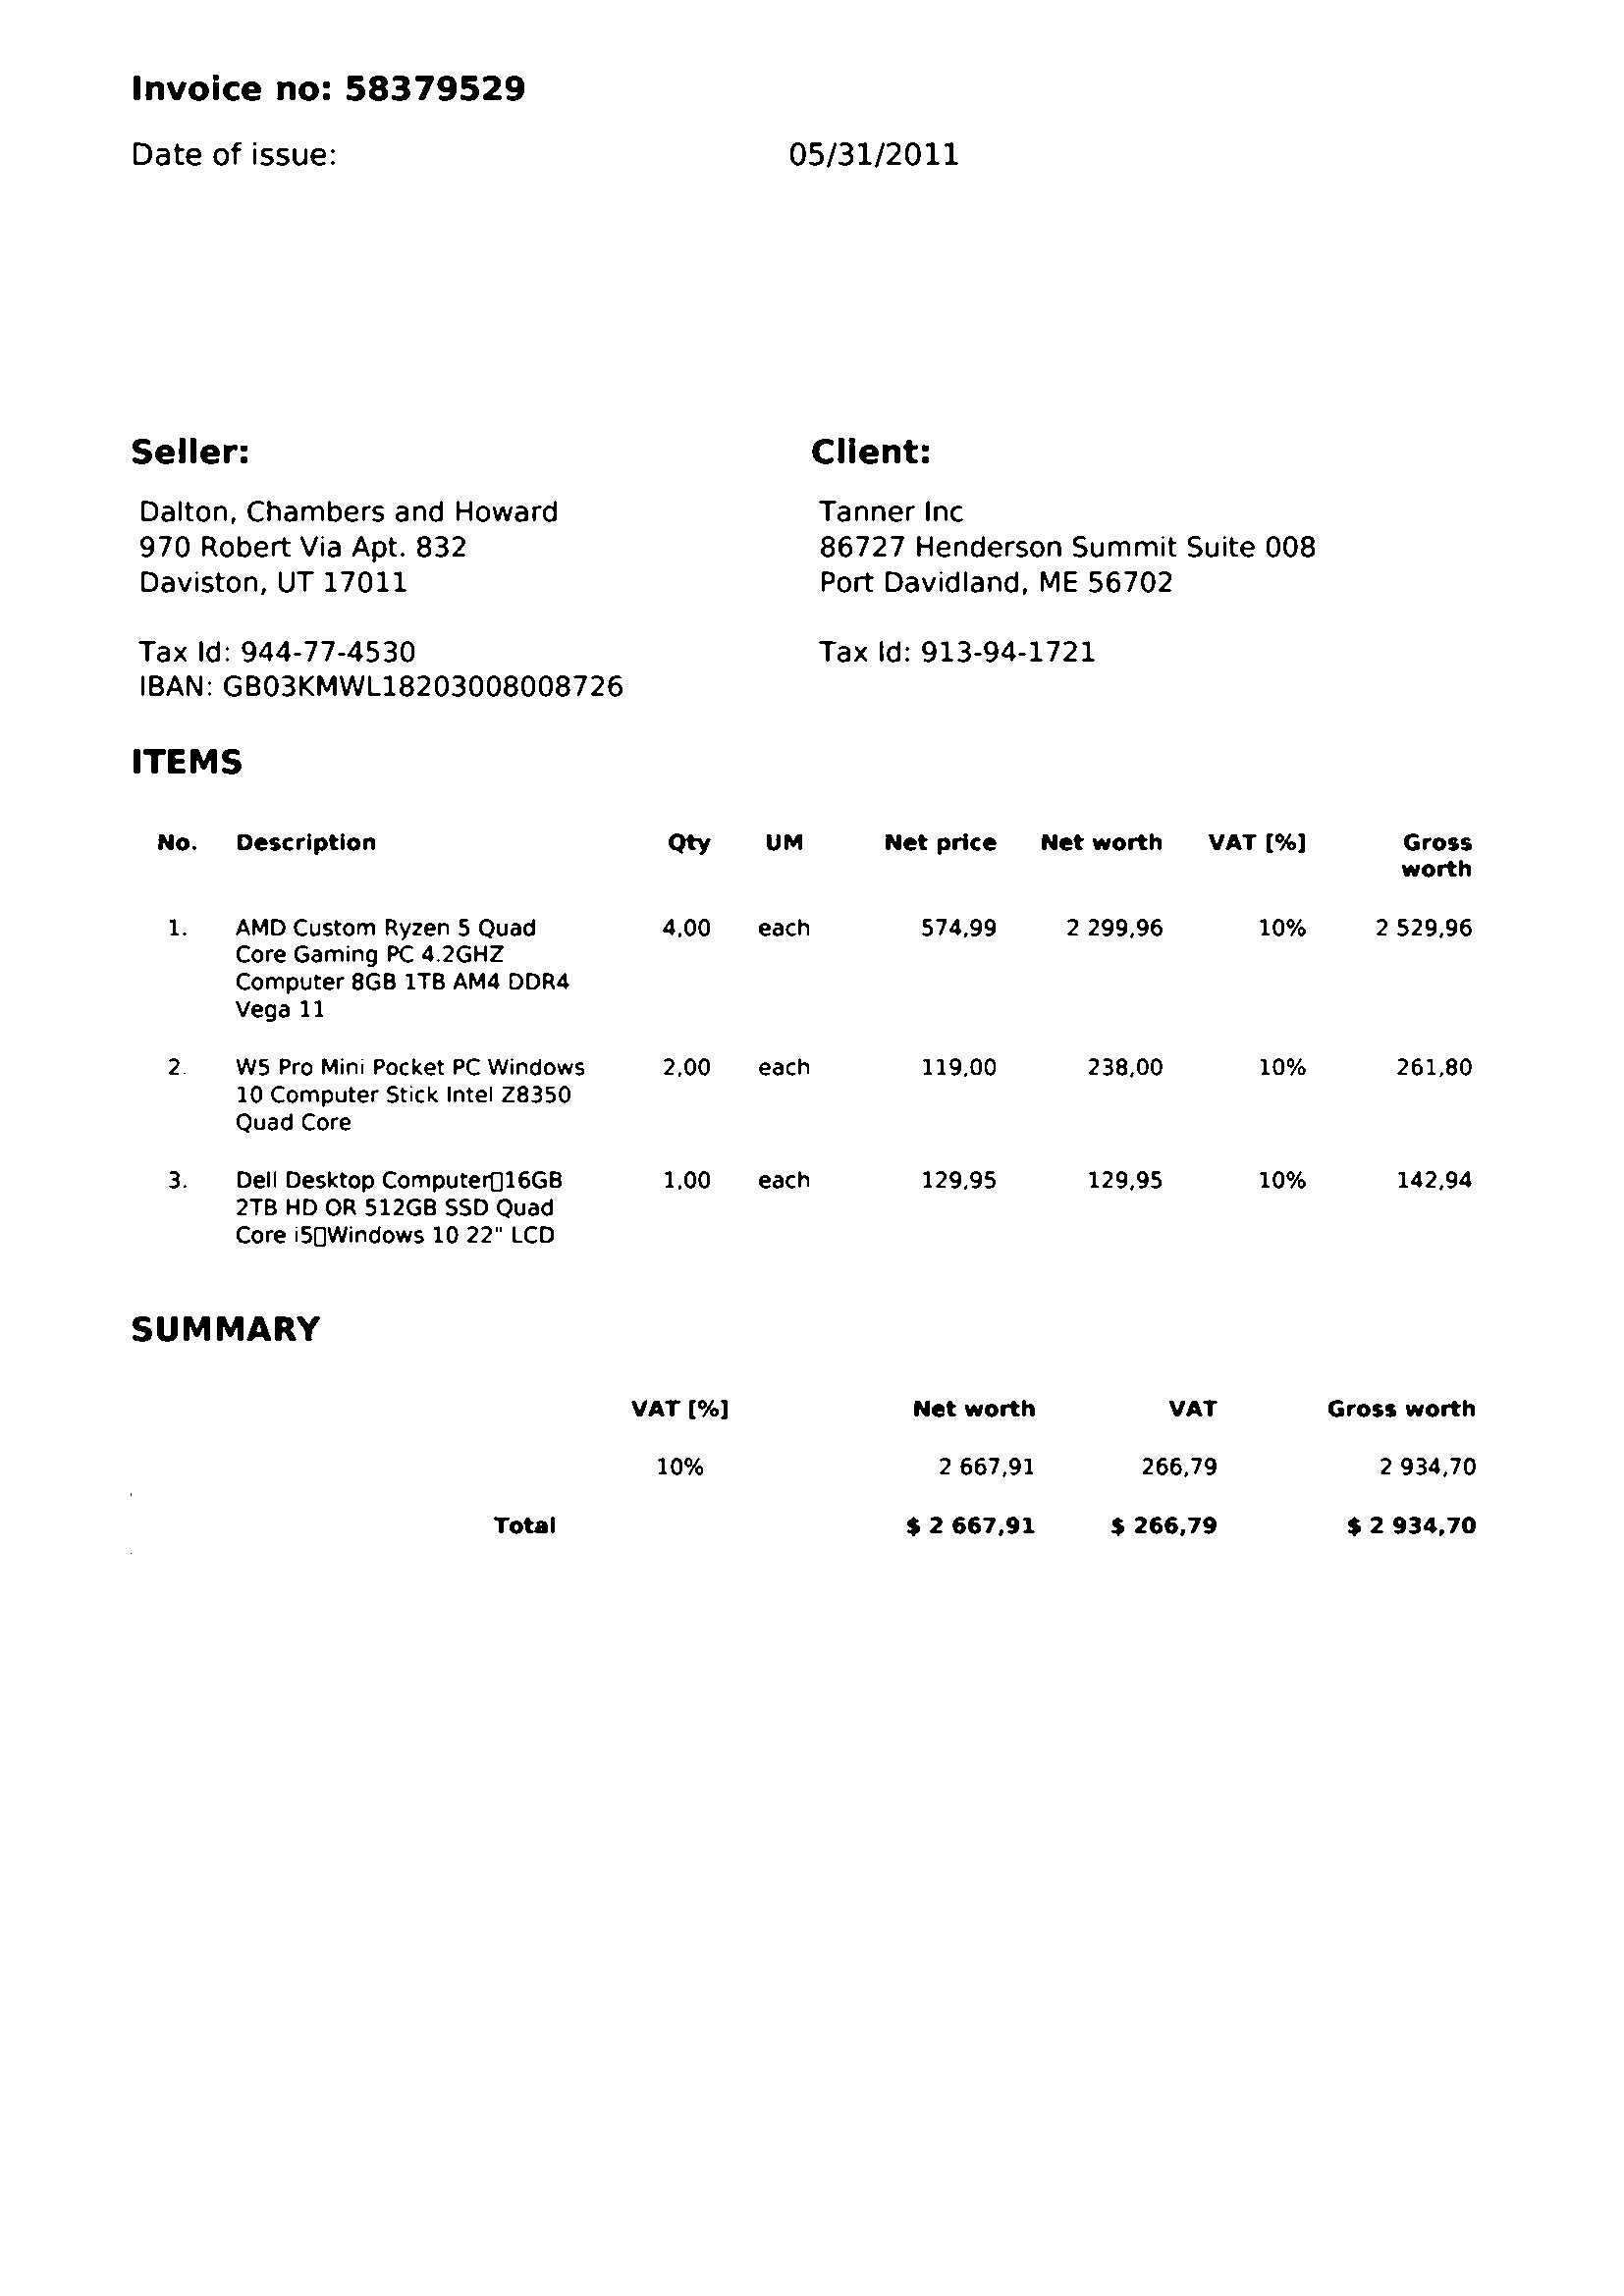 Invoice no: 58379529
Date of issue: 05/31/2011
Seller:
Dalton, Chambers and Howard
970 Robert Via Apt. 832
Daviston, UT 17011
Tax Id: 944-77-4530
IBAN: GB03KMWL18203008008726
Client:
Tanner Inc
86727 Henderson Summit Suite 008
Port Davidland, ME 56702
Tax Id: 913-94-1721
ITEMS
No. Description Qty UM Net price Net worth VAT [%] Gross
worth
1. AMD Custom Ryzen 5 Quad 4,00 each 574,99 2 299,96 10% 2 529,96
Core Gaming PC 4.2GHZ
Computer 8GB 1TB AM4 DDR4
Vega 11
2. W5 Pro Mini Pocket PC Windows 2,00 each 119,00 238,00 10% 261,80
10 Computer Stick Intel Z8350
Quad Core
3. Dell Desktop Computer▯16GB 1,00 each 129,95 129,95 10% 142,94
2TB HD OR 512GB SSD Quad
Core i5▯Windows 10 22" LCD
SUMMARY
VAT [%] Net worth VAT Gross worth
10% 2 667,91 266,79 2 934,70
Total $ 2 667,91 $ 266,79 $ 2 934,70